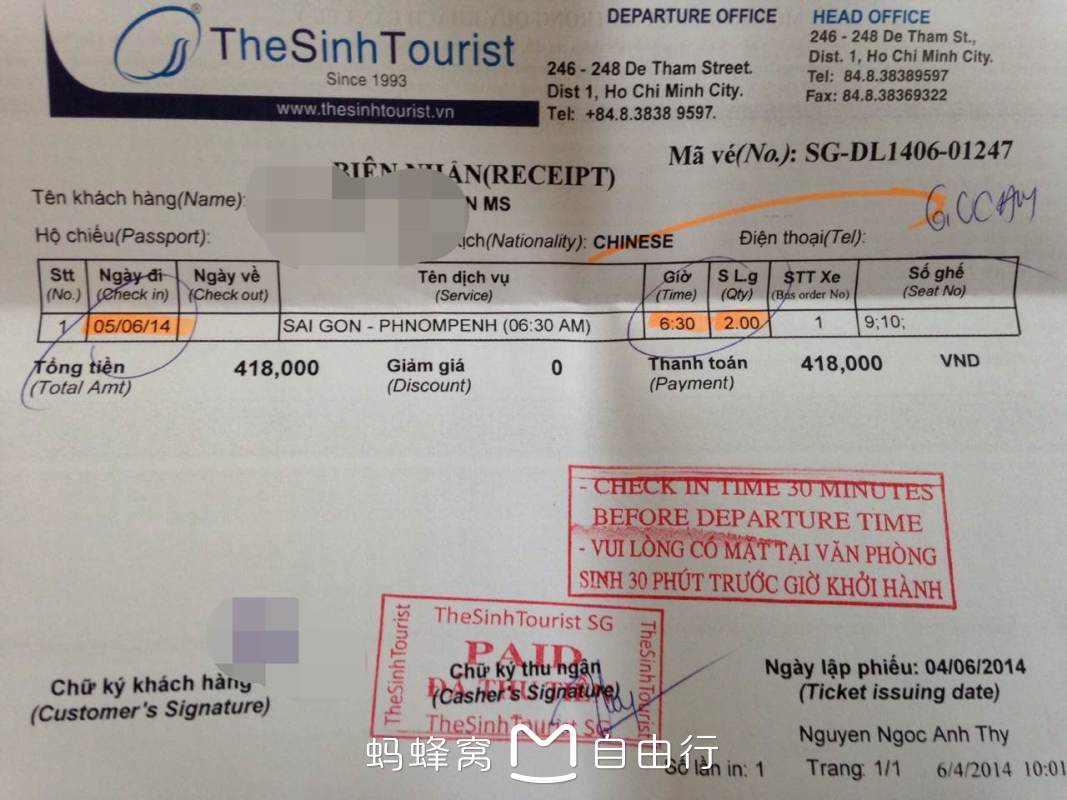 TheSinhTourist®
Since 1993
www.thesinhtourist.vn
DEPARTURE OFFICE
246 - 248 De Tham Street.
Dist 1, Ho Chi Minh City.
Tel: +84.8.3838 9597.
HEAD OFFICE
246 - 248 De Tham St.,
Dist. 1, Ho Chi Minh City.
Tel: 84.8.38389597
Fax: 84.8.38369322
BIÊN NHẬN(RECEIPT)
Mã vé(No.): SG-DL1406-01247
Tên khách hàng(Name):
MS
Hộ chiếu(Passport): (Nationality): CHINESE Điện thoại(Tel):
Stt Ngày đi Ngày về Tên dịch vụ Giờ S Lg STT Xe Số ghế
(No.) (Check in) (Check out) (Service) (Time) (Qty) (Bus order No) (Seat No)
1 05/06/14 SAI GON - PHNOMPENH (06:30 AM) 6:30 2.00 1 9;10;
Tổng tiền 418,000 Giảm giá 0 Thanh toán 418,000 VND
(Total Amt) (Discount) (Payment)
- CHECK IN TIME 30 MINUTES
BEFORE DEPARTURE TIME
- VUI LÒNG CÓ MẶT TẠI VĂN PHÒNG
SINH 30 PHÚT TRƯỚC GIỜ KHỞI HÀNH
TheSinhTourist SG
TheSinhTourist
PAID
ĐÃ THU TIỀN
TheSinhTourist
TheSinhTourist SG
Chữ ký khách hàng
(Customer's Signature)
Chữ ký thu ngân
(Casher's Signature)
Ngày lập phiếu: 04/06/2014
(Ticket issuing date)
Nguyen Ngoc Anh Thy
Số lần in: 1 Trang: 1/1 6/4/2014 10:01
蚂蜂窝 自由行